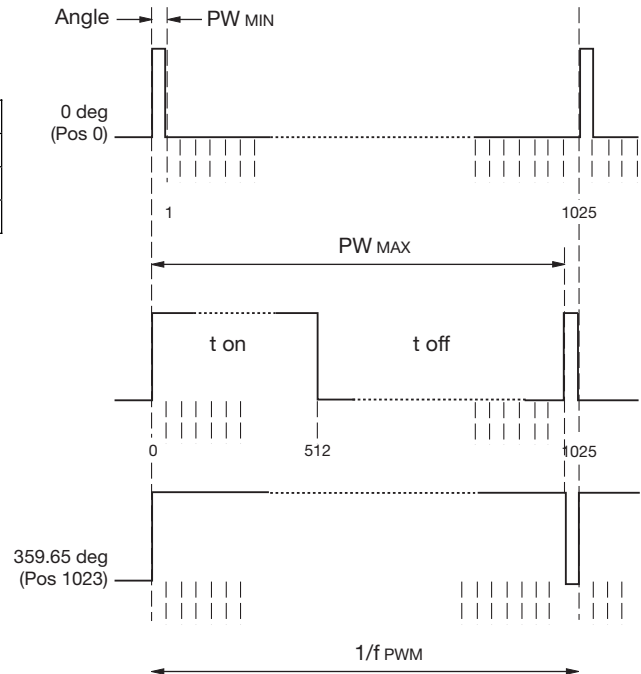 Angle PW MIN
0 deg
(Pos 0)
1 1025
PW MAX
t on t off
0 512 1025
359.65 deg
(Pos 1023)
1/f PWM